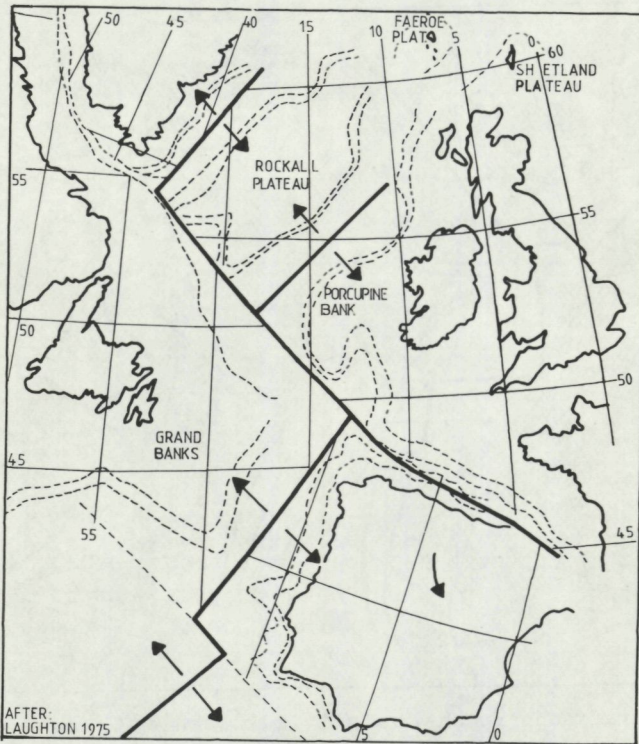 50
45
40
15
10
FAEROE
PLATO
5
0
60
SHETLAND
PLATEAU
55
ROCKALL
PLATEAU
55
PORCUPINE
BANK
50
50
GRAND
BANKS
45
55
45
AFTER:
LAUGHTON 1975
5
0